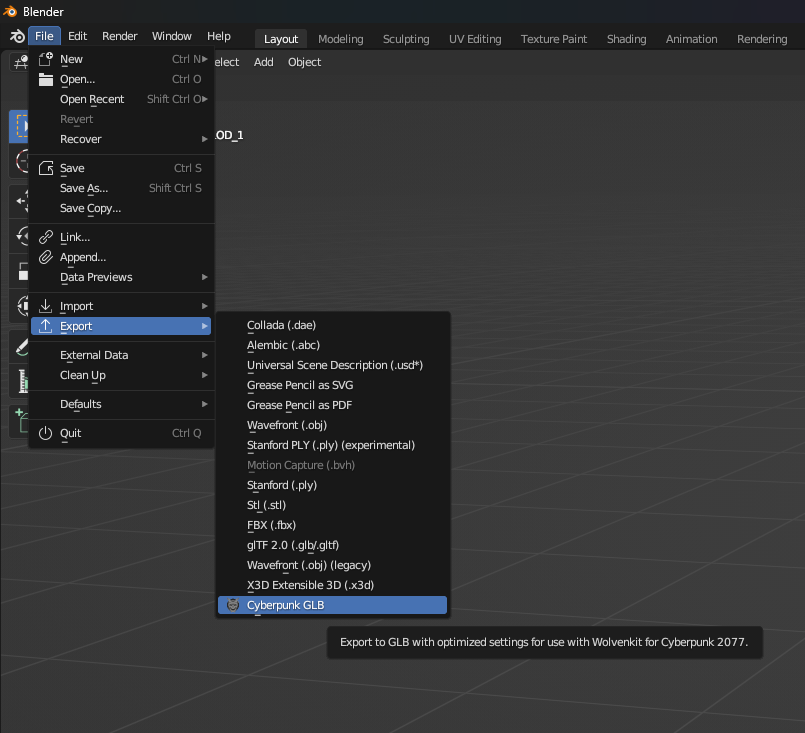 Blender
File Edit Render Window Help Layout Modeling Sculpting UV Editing Texture Paint Shading Animation Rendering
elect Add Object
New Ctrl N
Open... Ctrl O
Open Recent Shift Ctrl O
Revert
OD_1
Recover
Save Ctrl S
Save As... Shift Ctrl S
Save Copy...
Link...
Append...
Data Previews
Import
Export
External Data
Clean Up
Defaults
Quit Ctrl Q
Collada (.dae)
Alembic (.abc)
Universal Scene Description (.usd*)
Grease Pencil as SVG
Grease Pencil as PDF
Wavefront (.obj)
Stanford PLY (.ply) (experimental)
Motion Capture (.bvh)
Stanford (.ply)
Stl (.stl)
FBX (.fbx)
glTF 2.0 (.glb/.gltf)
Wavefront (.obj) (legacy)
X3D Extensible 3D (.x3d)
Cyberpunk GLB
Export to GLB with optimized settings for use with Wolvenkit for Cyberpunk 2077.